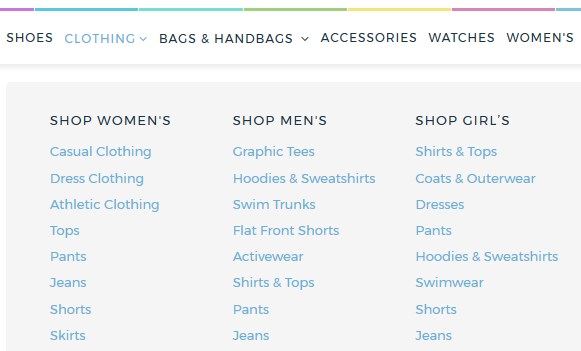 SHOES CLOTHING BAGS & HANDBAGS ACCESSORIES WATCHES WOMEN'S
SHOP WOMEN'S
Casual Clothing
Dress Clothing
Athletic Clothing
Tops
Pants
Jeans
Shorts
Skirts
SHOP MEN'S
Graphic Tees
Hoodies & Sweatshirts
Swim Trunks
Flat Front Shorts
Activewear
Shirts & Tops
Pants
Jeans
SHOP GIRL'S
Shirts & Tops
Coats & Outerwear
Dresses
Pants
Hoodies & Sweatshirts
Swimwear
Shorts
Jeans